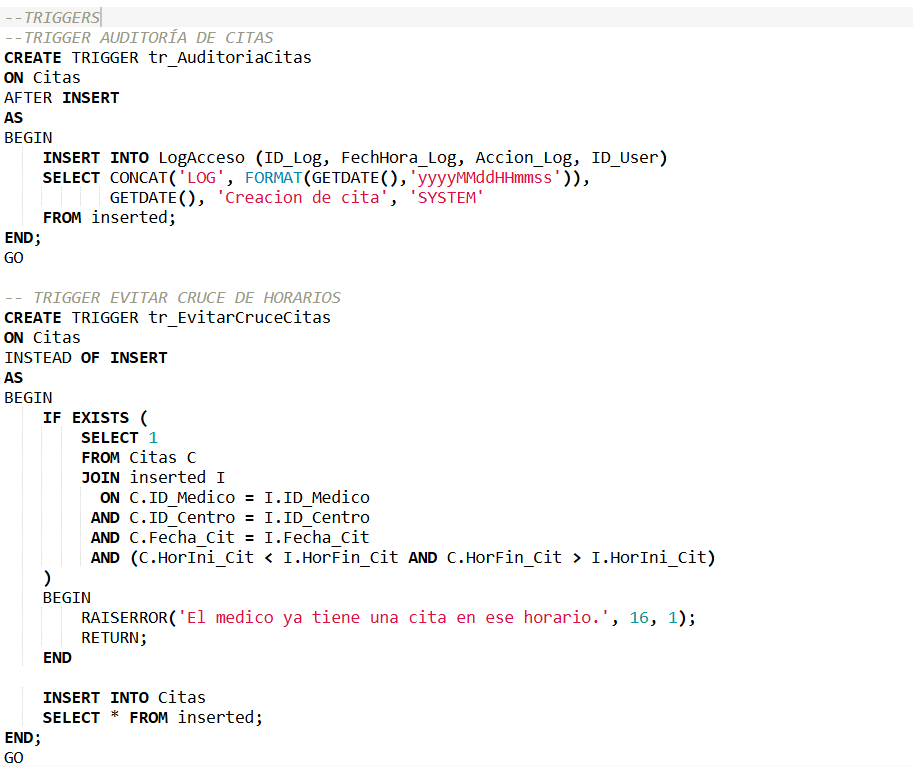 --TRIGGERS
--TRIGGER AUDITORÍA DE CITAS
CREATE TRIGGER tr_AuditoriaCitas
ON Citas
AFTER INSERT
AS
BEGIN
    INSERT INTO LogAcceso (ID_Log, FechHora_Log, Accion_Log, ID_User)
    SELECT CONCAT('LOG', FORMAT(GETDATE(),'yyyyMMddHHmmss')),
           GETDATE(), 'Creacion de cita', 'SYSTEM'
    FROM inserted;
END;
GO

-- TRIGGER EVITAR CRUCE DE HORARIOS
CREATE TRIGGER tr_EvitarCruceCitas
ON Citas
INSTEAD OF INSERT
AS
BEGIN
    IF EXISTS (
        SELECT 1
        FROM Citas C
        JOIN inserted I
          ON C.ID_Medico = I.ID_Medico
         AND C.ID_Centro = I.ID_Centro
         AND C.Fecha_Cit = I.Fecha_Cit
         AND (C.HorIni_Cit < I.HorFin_Cit AND C.HorFin_Cit > I.HorIni_Cit)
    )
    BEGIN
        RAISERROR('El medico ya tiene una cita en ese horario.', 16, 1);
        RETURN;
    END

    INSERT INTO Citas
    SELECT * FROM inserted;
END;
GO